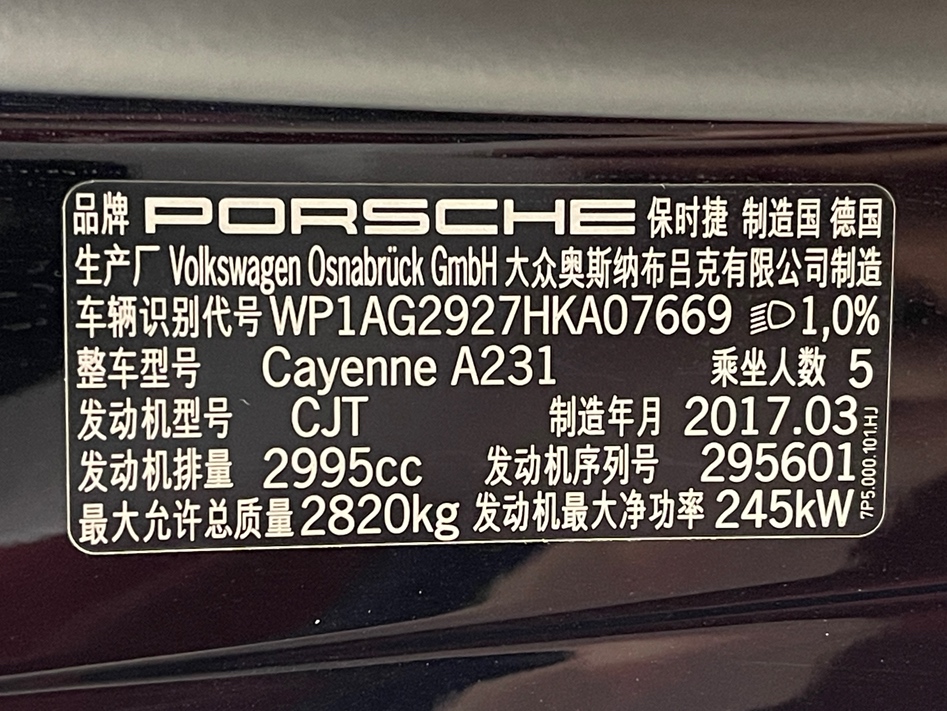 品牌 PORSCHE 保时捷 制造国 德国
生产厂 Volkswagen Osnabrück GmbH 大众奥斯纳布吕克有限公司制造
车辆识别代号 WP1AG2927HKA07669 1,0%
整车型号 Cayenne A231 乘坐人数 5
发动机型号 CJT 制造年月 2017.03
发动机排量 2995cc 发动机序列号 295601
最大允许总质量 2820kg 发动机最大净功率 245kW
7P5.000.101.HJ